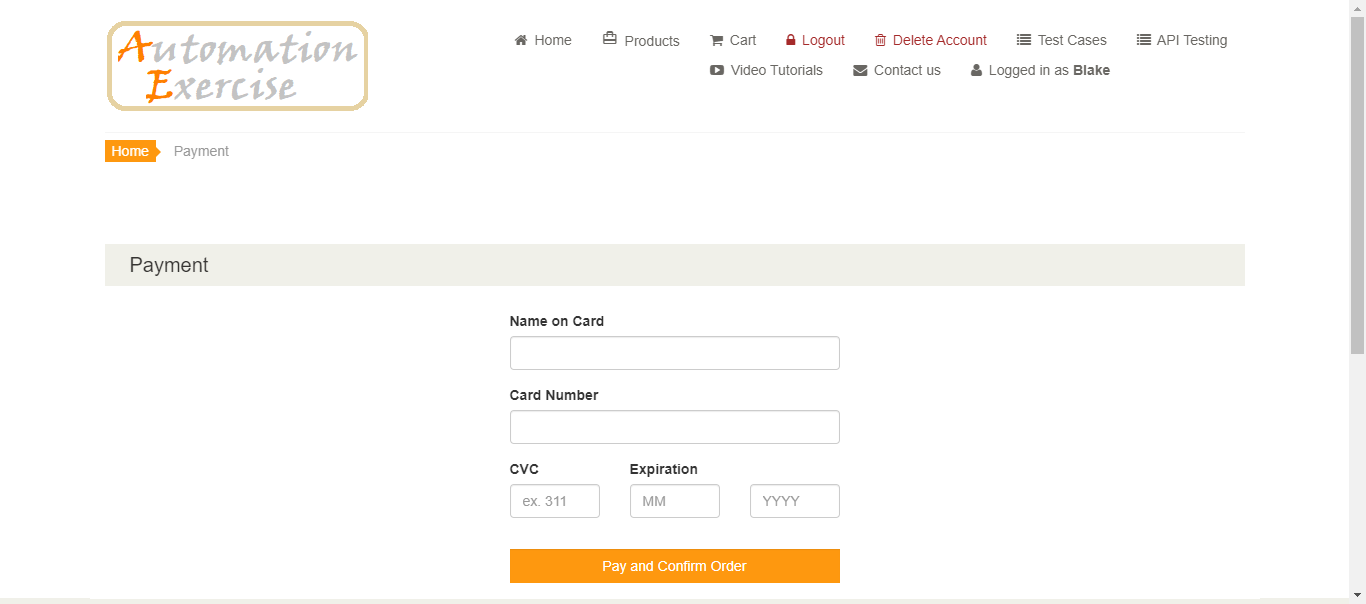 Automation
Exercise
Home Products Cart Logout Delete Account Test Cases API Testing
Video Tutorials Contact us Logged in as Blake
Home Payment
Payment
Name on Card
Card Number
CVC Expiration
ex. 311 MM YYYY
Pay and Confirm Order